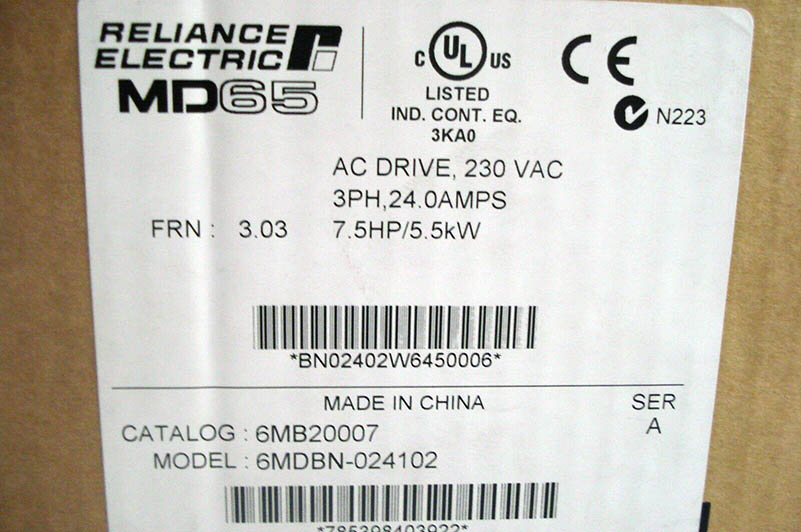 RELIANCE
ELECTRIC
MD65
C UL US
LISTED
IND. CONT. EQ.
3KA0
CE
N223
AC DRIVE, 230 VAC
3PH,24.0AMPS
FRN : 3.03 7.5HP/5.5kW
*BN02402W6450006*
MADE IN CHINA
SER
A
CATALOG : 6MB20007
MODEL : 6MDBN-024102
*785398403922*